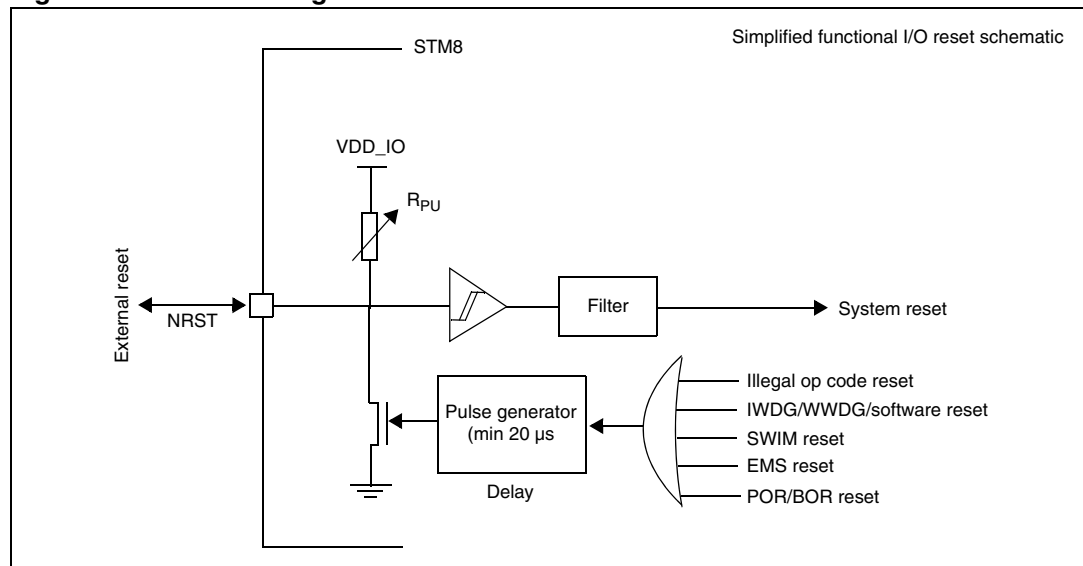 Simplified functional I/O reset schematic
STM8
VDD_IO
RPU
External reset
NRST
Filter
System reset
Pulse generator
(min 20 µs
Delay
Illegal op code reset
IWDG/WWDG/software reset
SWIM reset
EMS reset
POR/BOR reset